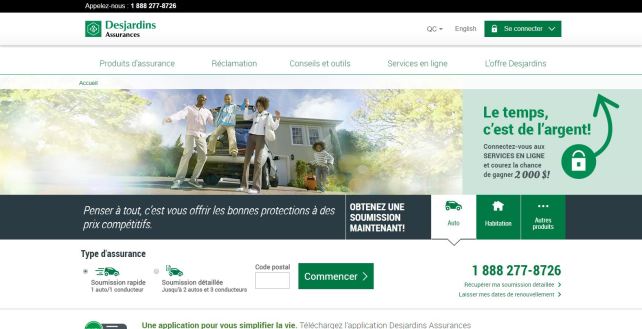 Appelez-nous : 1 888 277-8726
Desjardins
Assurances
QC
English
Se connecter
Produits d'assurance
Réclamation
Conseils et outils
Services en ligne
L'offre Desjardins
Accueil
Le temps,
c'est de l'argent!
Connectez-vous aux
SERVICES EN LIGNE
et courez la chance
de gagner 2 000 $!
Penser à tout, c'est vous offrir les bonnes protections à des
prix compétitifs.
OBTENEZ UNE
SOUMISSION
MAINTENANT!
Auto
Habitation
Autres
produits
Type d'assurance
Soumission rapide
1 auto/1 conducteur
Soumission détaillée
Jusqu'à 2 autos et 3 conducteurs
Code postal
Commencer
1 888 277-8726
Récupérer ma soumission détaillée
Laisser mes dates de renouvellement
Une application pour vous simplifier la vie. Téléchargez l'application Desjardins Assurances